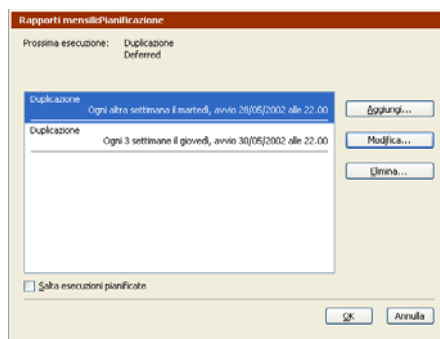 Rapporti mensili:Pianificazione
Prossima esecuzione: Duplicazione
Deferred
Duplicazione
Ogni altra settimana il martedì, avvio 28/05/2002 alle 22.00
Aggiungi...
Duplicazione
Ogni 3 settimane il giovedì, avvio 30/05/2002 alle 22.00
Modifica...
Elimina...
Salta esecuzioni pianificate
OK Annulla